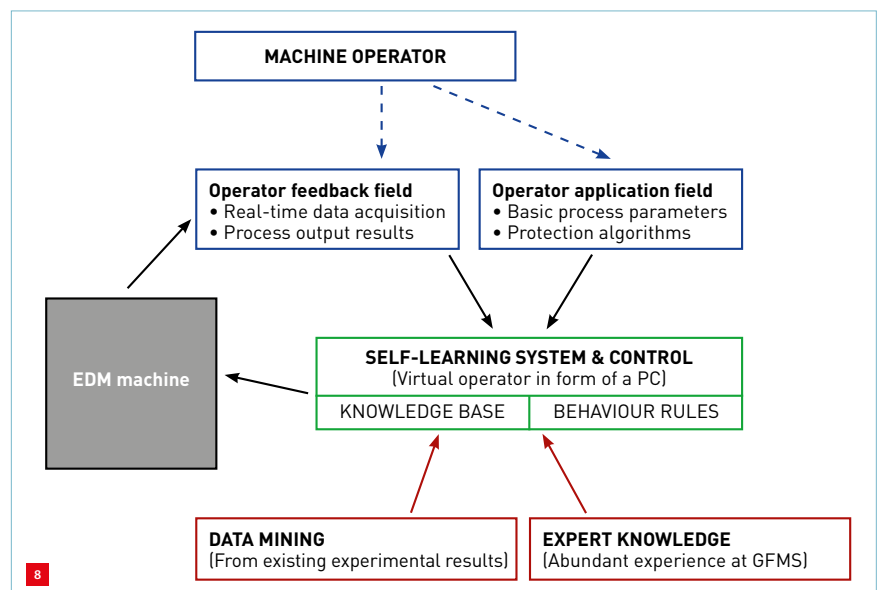 MACHINE OPERATOR
Operator feedback field
• Real-time data acquisition
• Process output results
Operator application field
• Basic process parameters
• Protection algorithms
EDM machine
SELF-LEARNING SYSTEM & CONTROL
(Virtual operator in form of a PC)
KNOWLEDGE BASE
BEHAVIOUR RULES
DATA MINING
(From existing experimental results)
EXPERT KNOWLEDGE
(Abundant experience at GFMS)
8